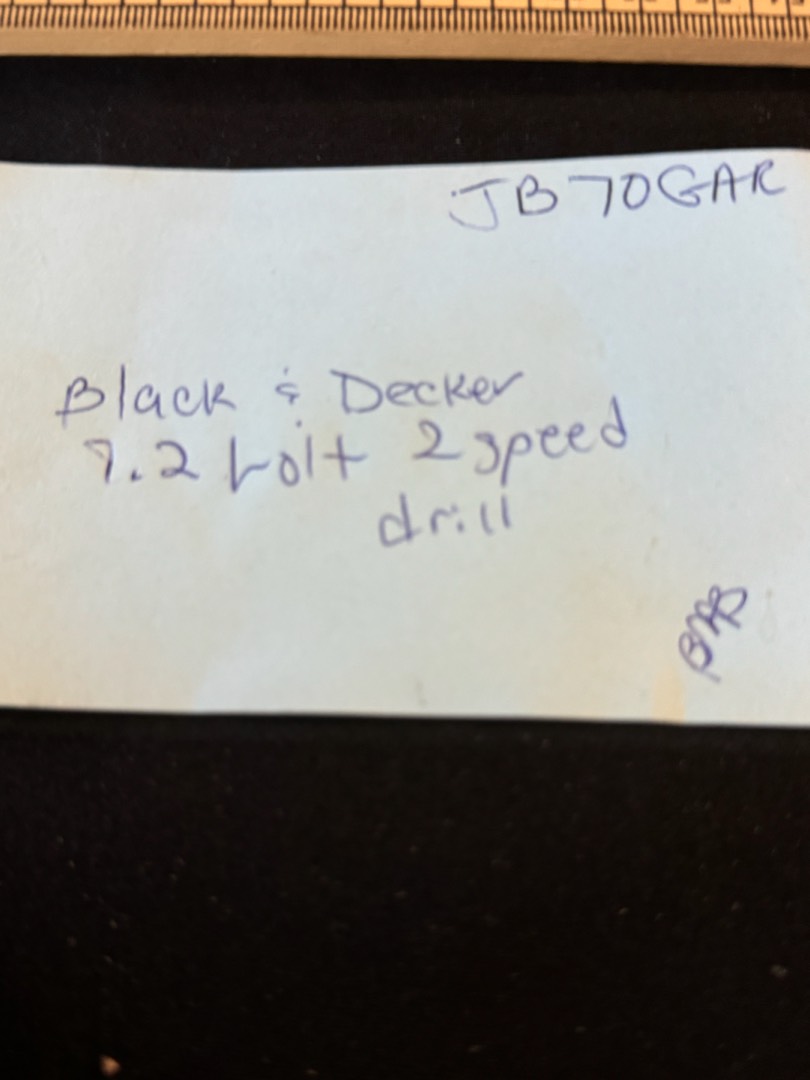 JB70GAR
Black & Decker
7.2 volt 2 speed
drill